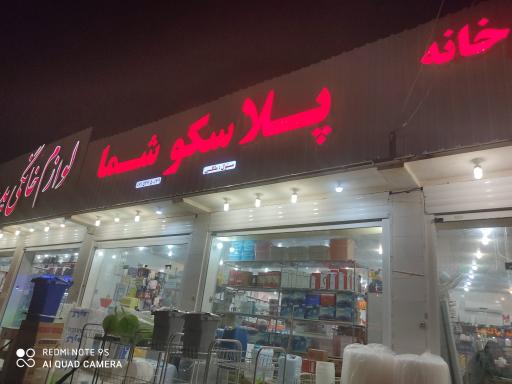 خانه
پلاسکو شما
لوازم خانگی
REDMI NOTE 9S
AI QUAD CAMERA